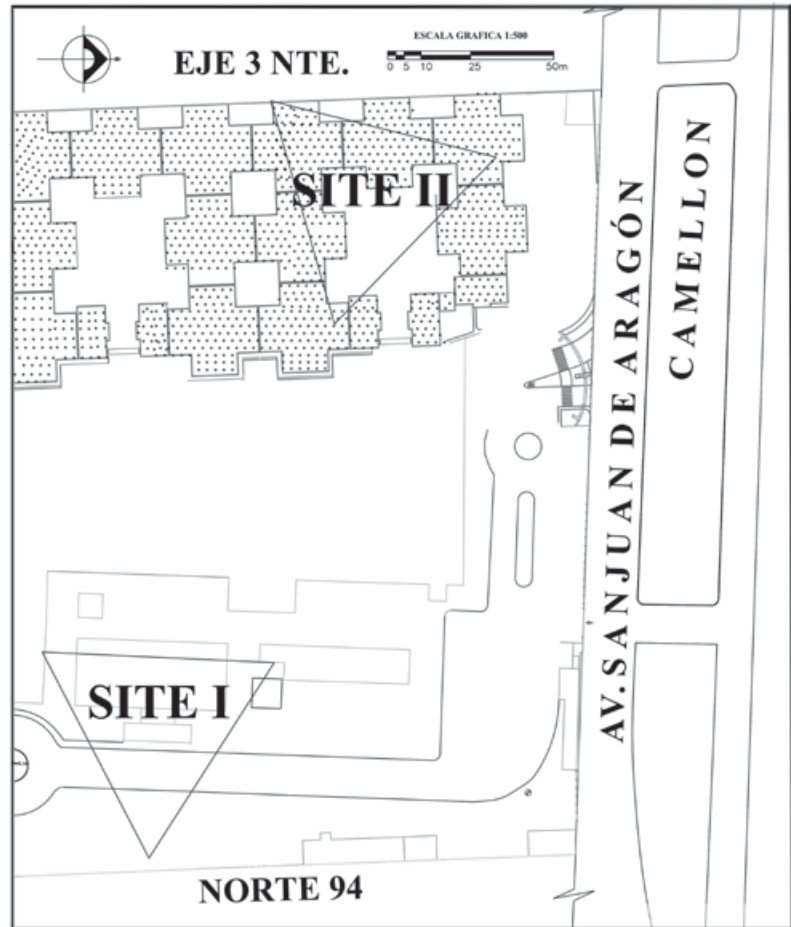 ESCALA GRAFICA 1:500
EJE 3 NTE.
0 5 10 25 50m
SITE II
CAMELLON
AV. SANJUAN DE ARAGÓN
SITE I
NORTE 94